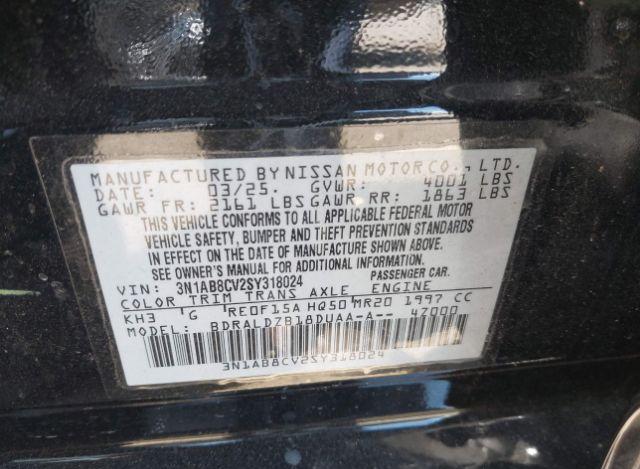 MANUFACTURED BY NISSAN MOTOR CO., LTD.
DATE: 03/25. GVWR: 4001 LBS
GAWR FR: 2161 LBS GAWR RR: 1863 LBS
THIS VEHICLE CONFORMS TO ALL APPLICABLE FEDERAL MOTOR
VEHICLE SAFETY, BUMPER AND THEFT PREVENTION STANDARDS
IN EFFECT ON THE DATE OF MANUFACTURE SHOWN ABOVE.
SEE OWNER'S MANUAL FOR ADDITIONAL INFORMATION.
VIN: 3N1AB8CV2SY318024 PASSENGER CAR.
COLOR TRIM TRANS AXLE ENGINE
KH3 G RE0F15A HQ50 MR20 1997 CC
MODEL: BDRALDZB18DUAA-A-- 4Z000
3N1AB8CV2SY318024